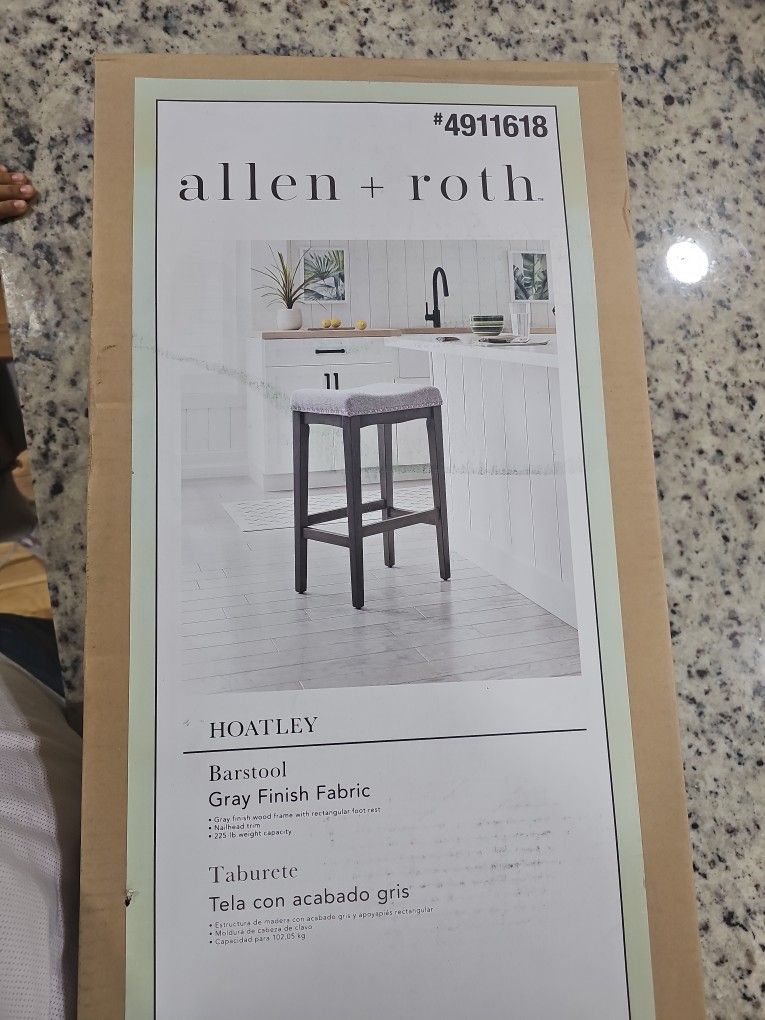 #4911618
allen + roth™
HOATLEY
Barstool
Gray Finish Fabric
• Gray finish wood frame with rectangular foot rest
• Nailhead trim
• 225 lb weight capacity
Taburete
Tela con acabado gris
• Estructura de madera con acabado gris y apoyapiés rectangular
• Moldura de cabeza de clavo
• Capacidad para 102,05 kg